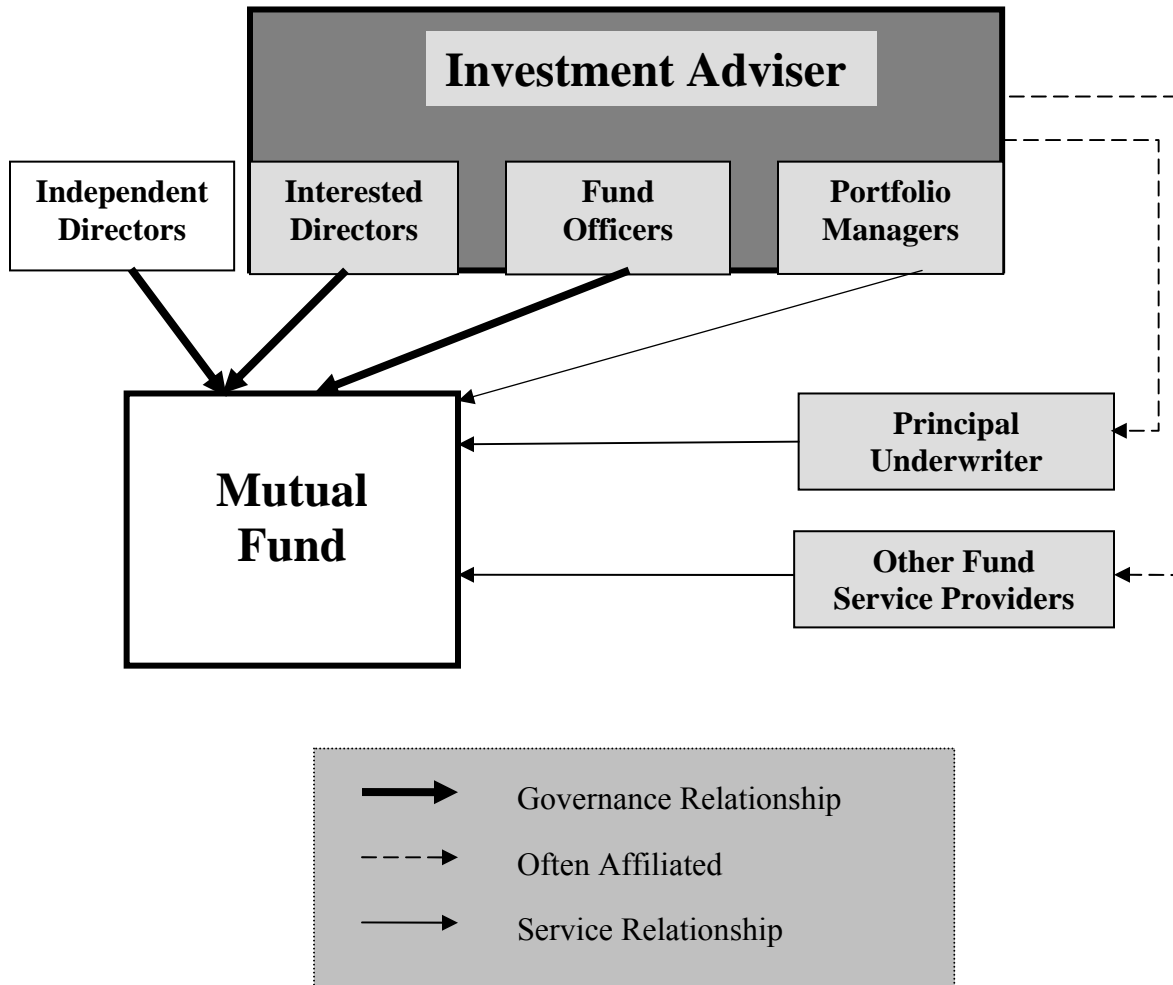 Investment Adviser
Independent
Directors
Interested
Directors
Fund
Officers
Portfolio
Managers
Mutual
Fund
Principal
Underwriter
Other Fund
Service Providers
Governance Relationship
Often Affiliated
Service Relationship